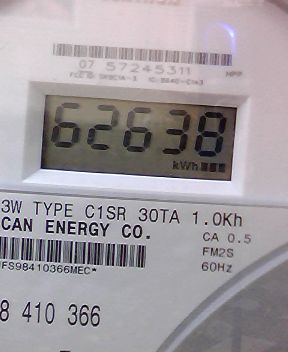 07 57245311
62638
kWh
3W TYPE C1SR 30TA 1.0Kh
CAN ENERGY CO.
CA 0.5
FM2S
60Hz
FS98410366MEC*
8 410 366